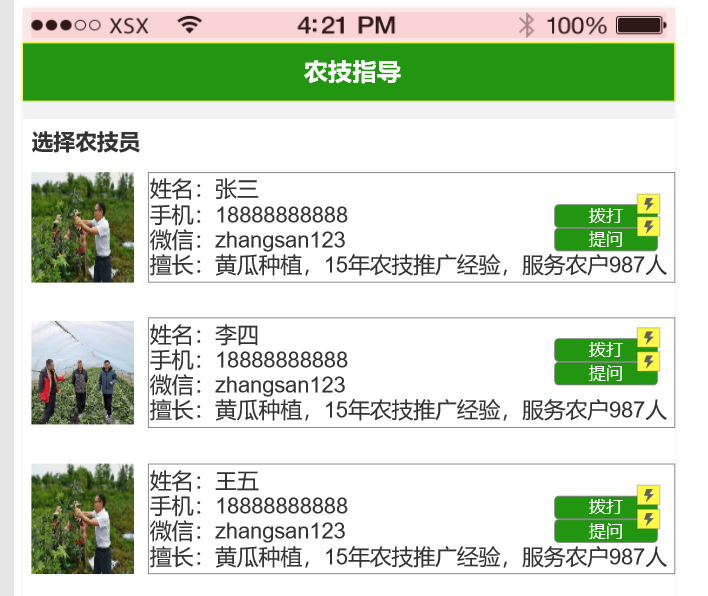 XSX 4:21 PM 100%
农技指导
选择农技员
姓名：张三
手机：18888888888
拨打
微信：zhangsan123
提问
擅长：黄瓜种植，15年农技推广经验，服务农户987人
姓名：李四
手机：18888888888
拨打
微信：zhangsan123
提问
擅长：黄瓜种植，15年农技推广经验，服务农户987人
姓名：王五
手机：18888888888
拨打
微信：zhangsan123
提问
擅长：黄瓜种植，15年农技推广经验，服务农户987人